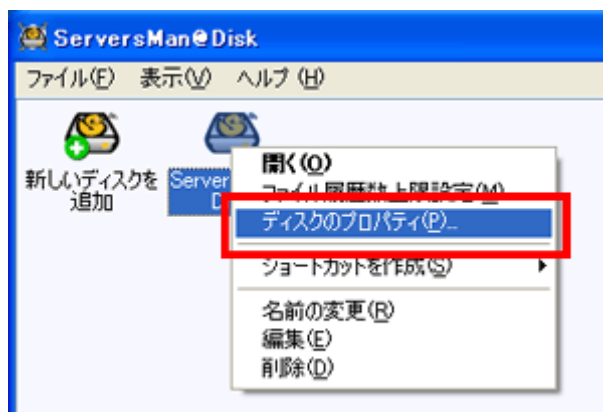 ServersMan@Disk
ファイル(F) 表示(V) ヘルプ (H)
新しいディスクを
追加
Server
D
開く(O)
ファイル履歴数上限設定(M)
ディスクのプロパティ(P)...
ショートカットを作成(S)
名前の変更(R)
編集(E)
削除(D)